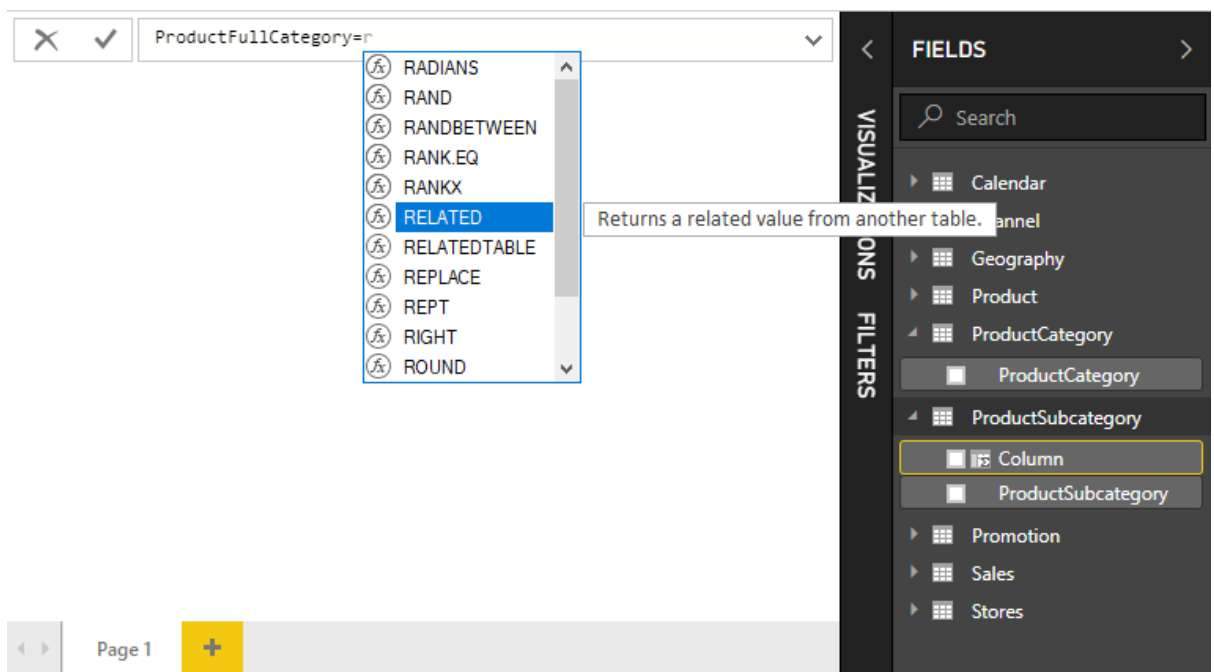 ProductFullCategory=r
RADIANS
RAND
RANDBETWEEN
RANK.EQ
RANKX
RELATED
Returns a related value from another table.
RELATEDTABLE
REPLACE
REPT
RIGHT
ROUND
VISUALIZ
ONS
FILTERS
FIELDS
Search
Calendar
annel
Geography
Product
ProductCategory
ProductCategory
ProductSubcategory
Column
ProductSubcategory
Promotion
Sales
Stores
Page 1